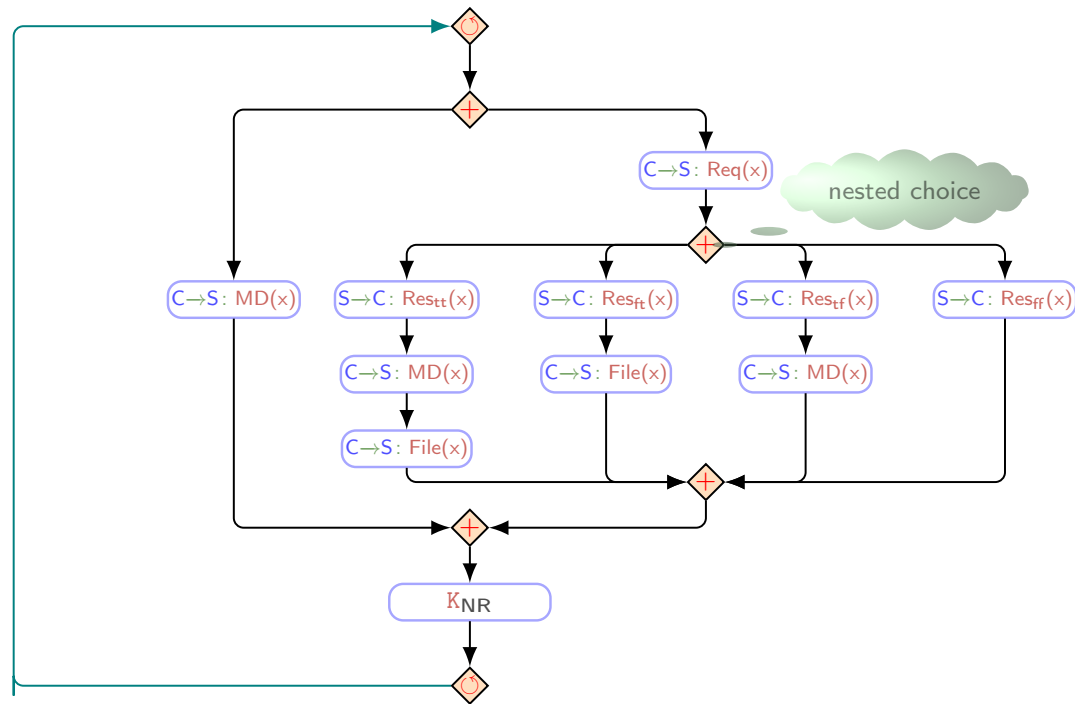 C→S: Req(x)
nested choice
C→S: MD(x)
S→C: Res_tt(x)
S→C: Res_ft(x)
S→C: Res_tf(x)
S→C: Res_ff(x)
C→S: MD(x)
C→S: File(x)
C→S: MD(x)
C→S: File(x)
K_NR